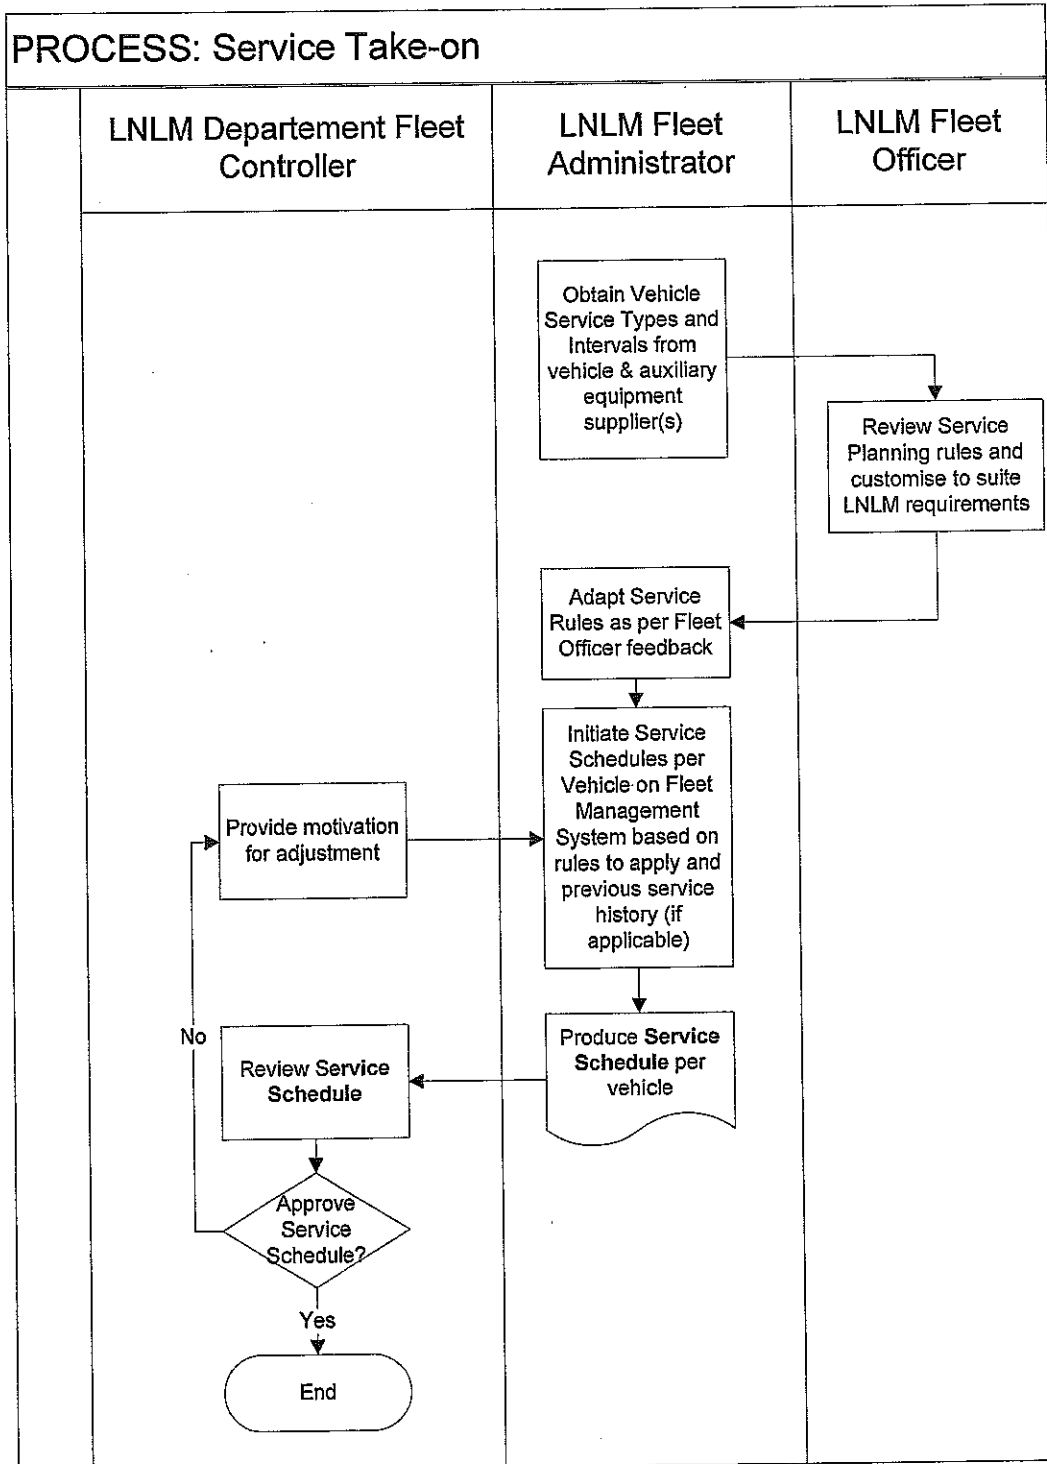 PROCESS: Service Take-on
LNLM Departement Fleet
Controller
LNLM Fleet
Administrator
LNLM Fleet
Officer
Obtain Vehicle
Service Types and
Intervals from
vehicle & auxiliary
equipment
supplier(s)
Review Service
Planning rules and
customise to suite
LNLM requirements
Adapt Service
Rules as per Fleet
Officer feedback
Initiate Service
Schedules per
Vehicle on Fleet
Management
System based on
rules to apply and
previous service
history (if
applicable)
Provide motivation
for adjustment
No
Produce Service
Schedule per
vehicle
Review Service
Schedule
Approve
Service
Schedule?
Yes
End